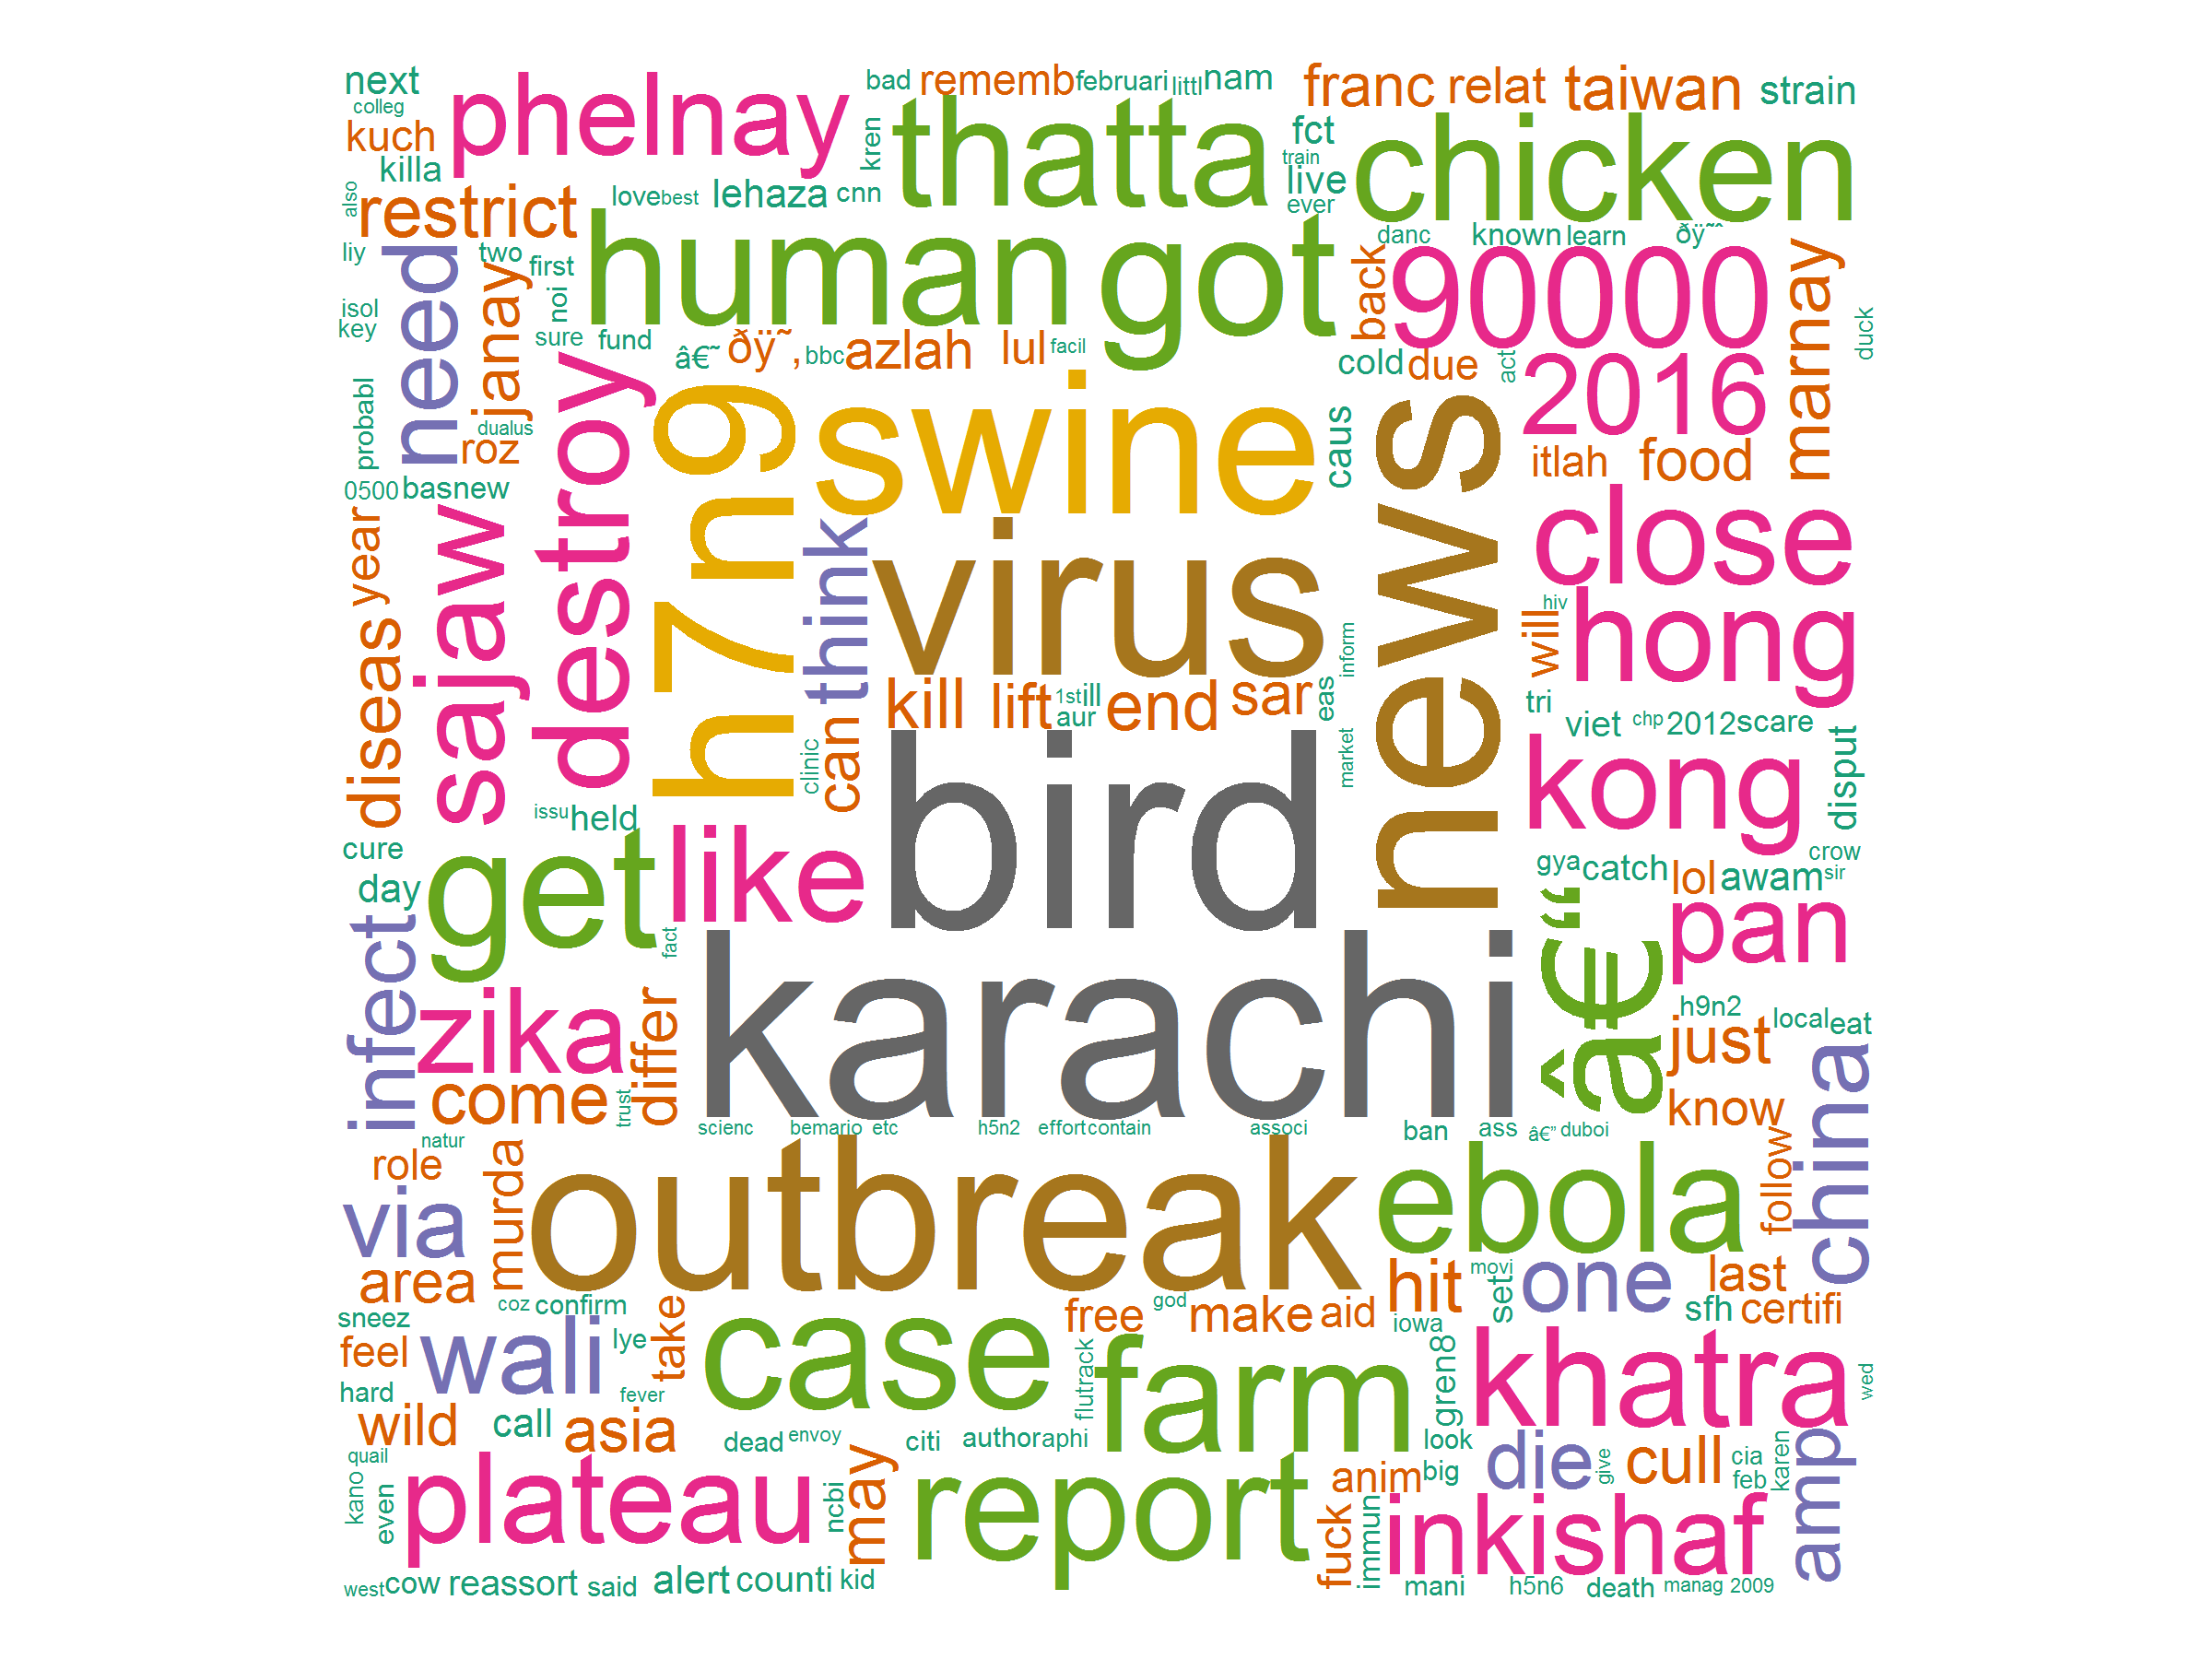 next
colleg
kuch
killa
phelnay
bad
rememb
februari
littl
nam
franc
relat
taiwan
strain
kren
thatta
fct
train
live
ever
chicken
also
restrict
love
best
lehaza
cnn
liy
need
two
first
janay
noi
human
got
danc
known
learn
ðŸ˜ˆ
back
90000
marnay
duck
isol
key
sure
fund
â€˜
ðŸ˜‚
bbc
azlah
lul
facil
cold
due
act
2016
probabl
dualus
roz
destroy
h7n9
swine
caus
news
itlah
food
0500
basnew
year
sajaw
think
virus
close
hiv
will
hong
diseas
kill
lift
1st
ill
aur
end
sar
eas
inform
tri
viet
chp
2012
scare
can
clinic
market
bird
kong
disput
issu
held
cure
day
get
like
gya
catch
crow
lol
awam
sir
infect
fact
â€“
pan
zika
differ
karachi
h9n2
local
eat
just
come
trust
know
china
scienc
bemario
etc
h5n2
effort
contain
associ
ban
ass
â€”
duboi
natur
role
murda
outbreak
ebola
follow
via
area
hit
movi
set
one
last
sneez
coz
confirm
take
case
free
god
make
aid
iowa
sfh
certifi
feel
wali
lye
hard
fever
flutrack
farm
gren8
khatra
wed
wild
call
asia
dead
envoy
citi
author
aphi
look
quail
kano
even
plateau
ncbi
may
report
anim
big
die
give
cull
cia
feb
karen
amp
fuck
immun
inkishaf
west
cow
reassort
said
alert
counti
kid
mani
h5n6
death
manag
2009